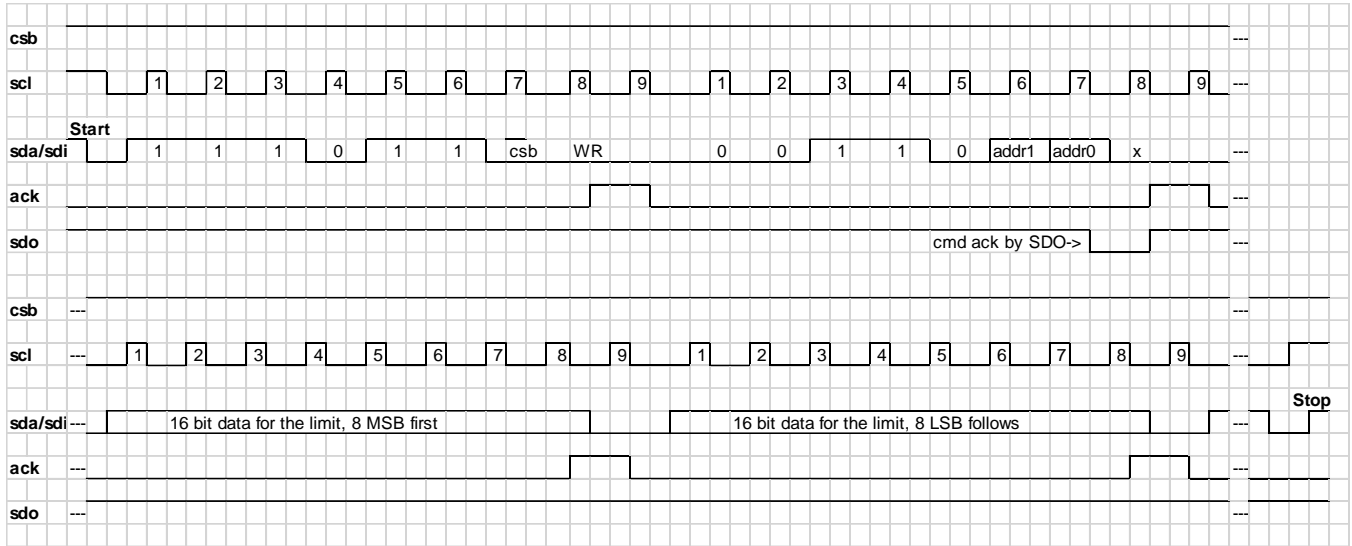 csb ---
scl 1 2 3 4 5 6 7 8 9 1 2 3 4 5 6 7 8 9 ---
Start
sda/sdi 1 1 1 0 1 1 csb WR 0 0 1 1 0 addr1 addr0 x ---
ack ---
sdo cmd ack by SDO-> ---
csb --- ---
scl --- 1 2 3 4 5 6 7 8 9 1 2 3 4 5 6 7 8 9 ---
Stop
sda/sdi --- 16 bit data for the limit, 8 MSB first 16 bit data for the limit, 8 LSB follows ---
ack --- ---
sdo --- ---